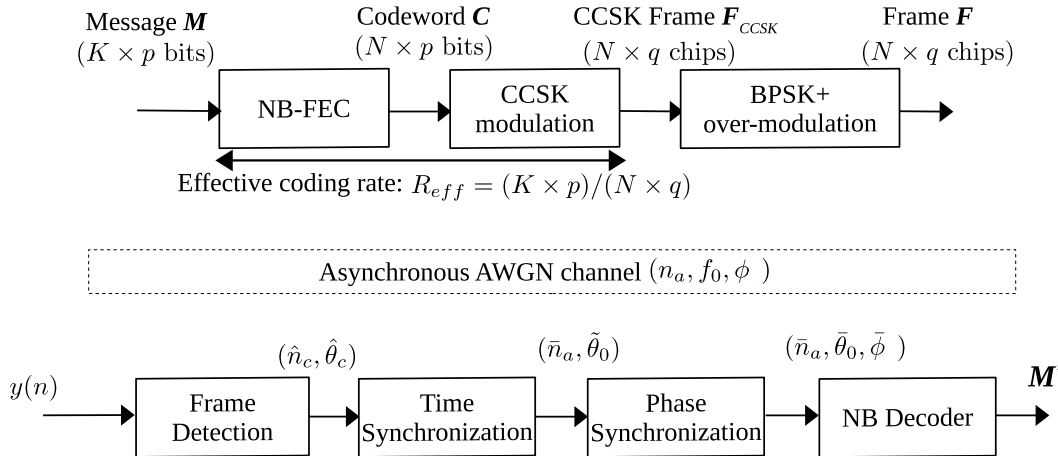 Message M
(K × p bits)
Codeword C
(N × p bits)
CCSK Frame F_CCSK
(N × q chips)
Frame F
(N × q chips)
NB-FEC
CCSK
modulation
BPSK+
over-modulation
Effective coding rate: R_eff = (K × p)/(N × q)
Asynchronous AWGN channel (n_a, f_0, ϕ )
y(n)
Frame
Detection
(n̂_c, θ̂_c)
Time
Synchronization
(n̄_a, θ̃_0)
Phase
Synchronization
(n̄_a, θ̄_0, ϕ̄ )
NB Decoder
M'